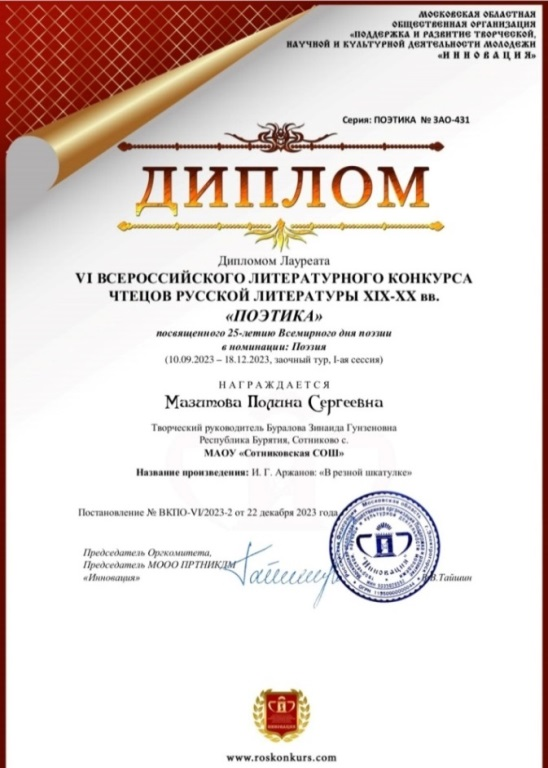 МОСКОВСКАЯ ОБЛАСТНАЯ
ОБЩЕСТВЕННАЯ ОРГАНИЗАЦИЯ
«ПОДДЕРЖКА И РАЗВИТИЕ ТВОРЧЕСКОЙ,
НАУЧНОЙ И КУЛЬТУРНОЙ ДЕЯТЕЛЬНОСТИ МОЛОДЕЖИ
«ИННОВАЦИЯ»
Серия: ПОЭТИКА № ЗАО-431
ДИПЛОМ
Дипломом Лауреата
VI ВСЕРОССИЙСКОГО ЛИТЕРАТУРНОГО КОНКУРСА
ЧТЕЦОВ РУССКОЙ ЛИТЕРАТУРЫ XIX-XX вв.
«ПОЭТИКА»
посвященного 25-летию Всемирного дня поэзии
в номинации: Поэзия
(10.09.2023 – 18.12.2023, заочный тур, I-ая сессия)
НАГРАЖДАЕТСЯ
Мазитова Полина Сергеевна
Творческий руководитель Буралова Зинаида Гунзеновна
Республика Бурятия, Сотниково с.
МАОУ «Сотниковская СОШ»
Название произведения: И. Г. Аржанов: «В резной шкатулке»
Постановление № ВКПО-VI/2023-2 от 22 декабря 2023 года
Председатель Оргкомитета,
Председатель МООО ПРТНИКДМ
«Инновация»
В.Тайшин
"Инновация"
ИННОВАЦИЯ
www.roskonkurs.com